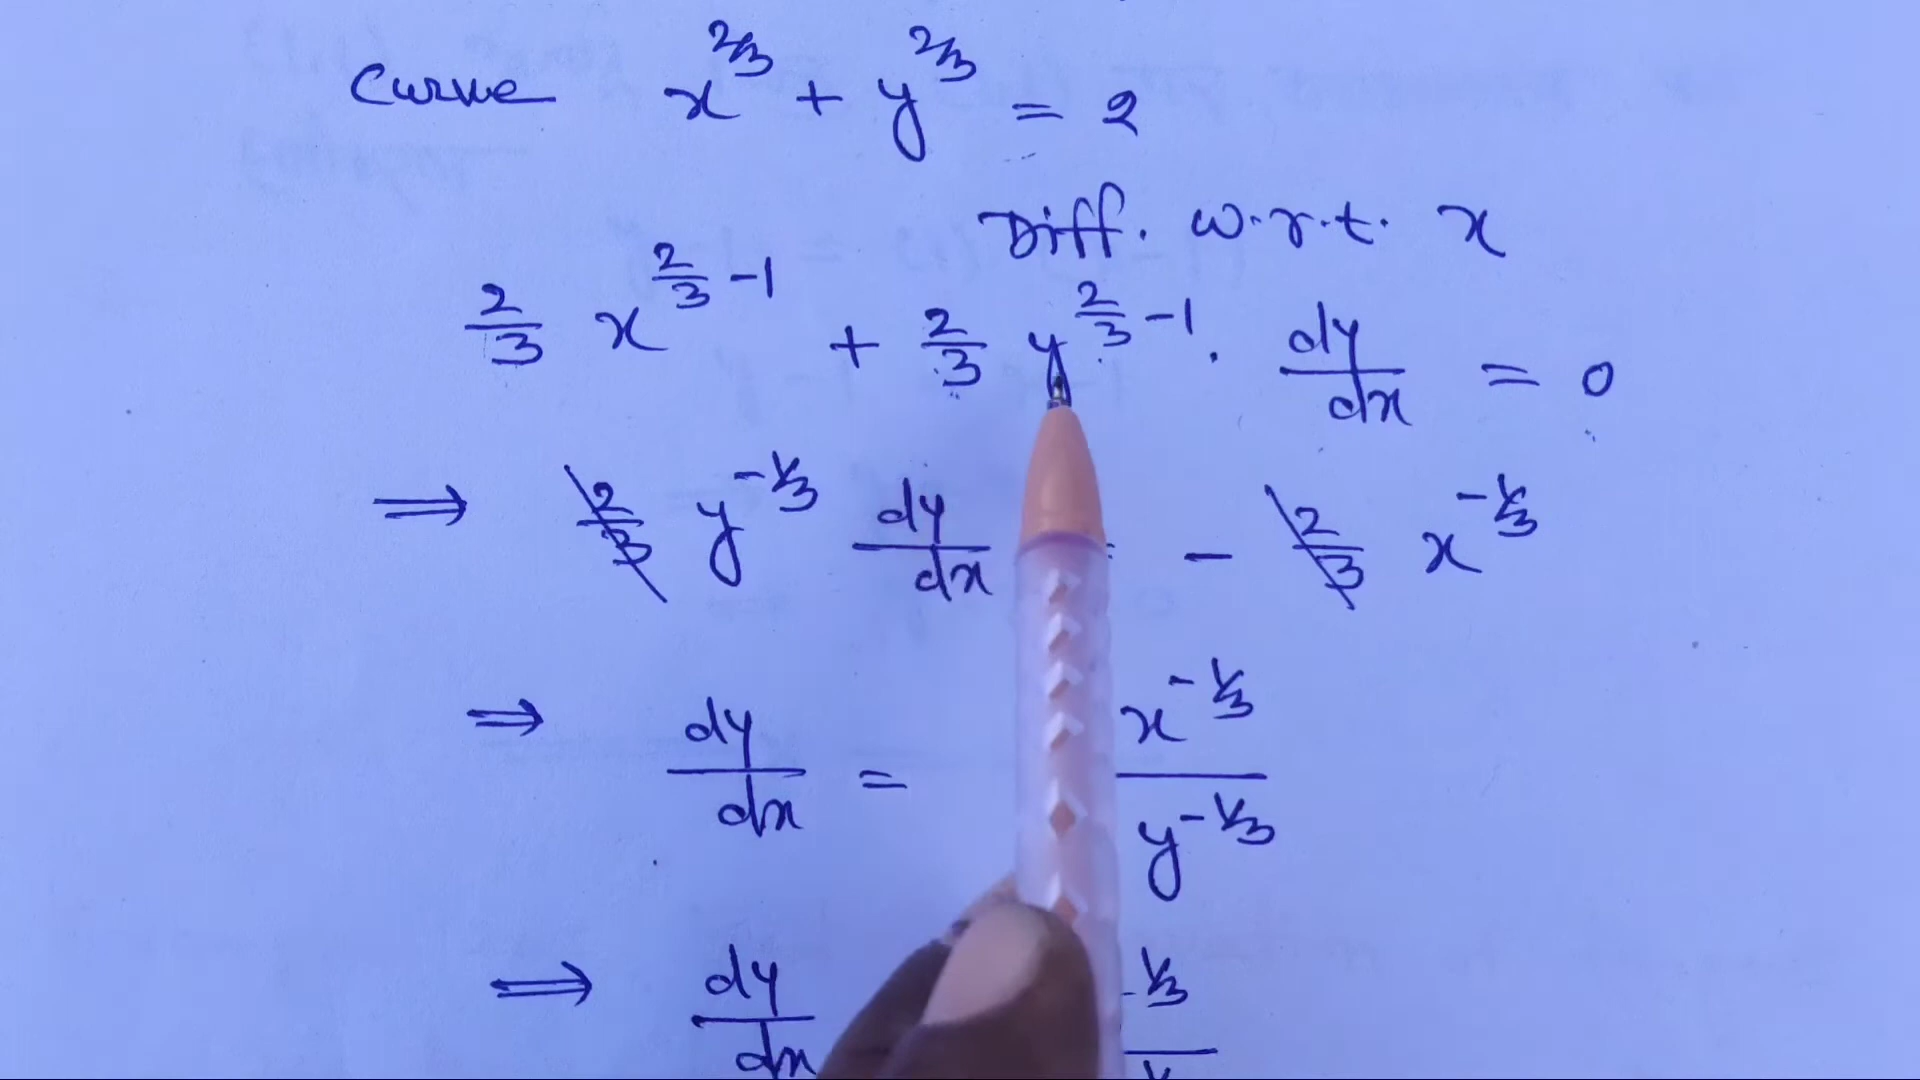 Curve x^2/3 + y^2/3 = 2
Diff. w.r.t. x
2/3 x^(2/3 - 1) + 2/3 y^(2/3 - 1) . dy/dx = 0
⇒ 2/3 y^-1/3 dy/dx = - 2/3 x^-1/3
⇒ dy/dx = x^-1/3 / y^-1/3
⇒ dy/dx